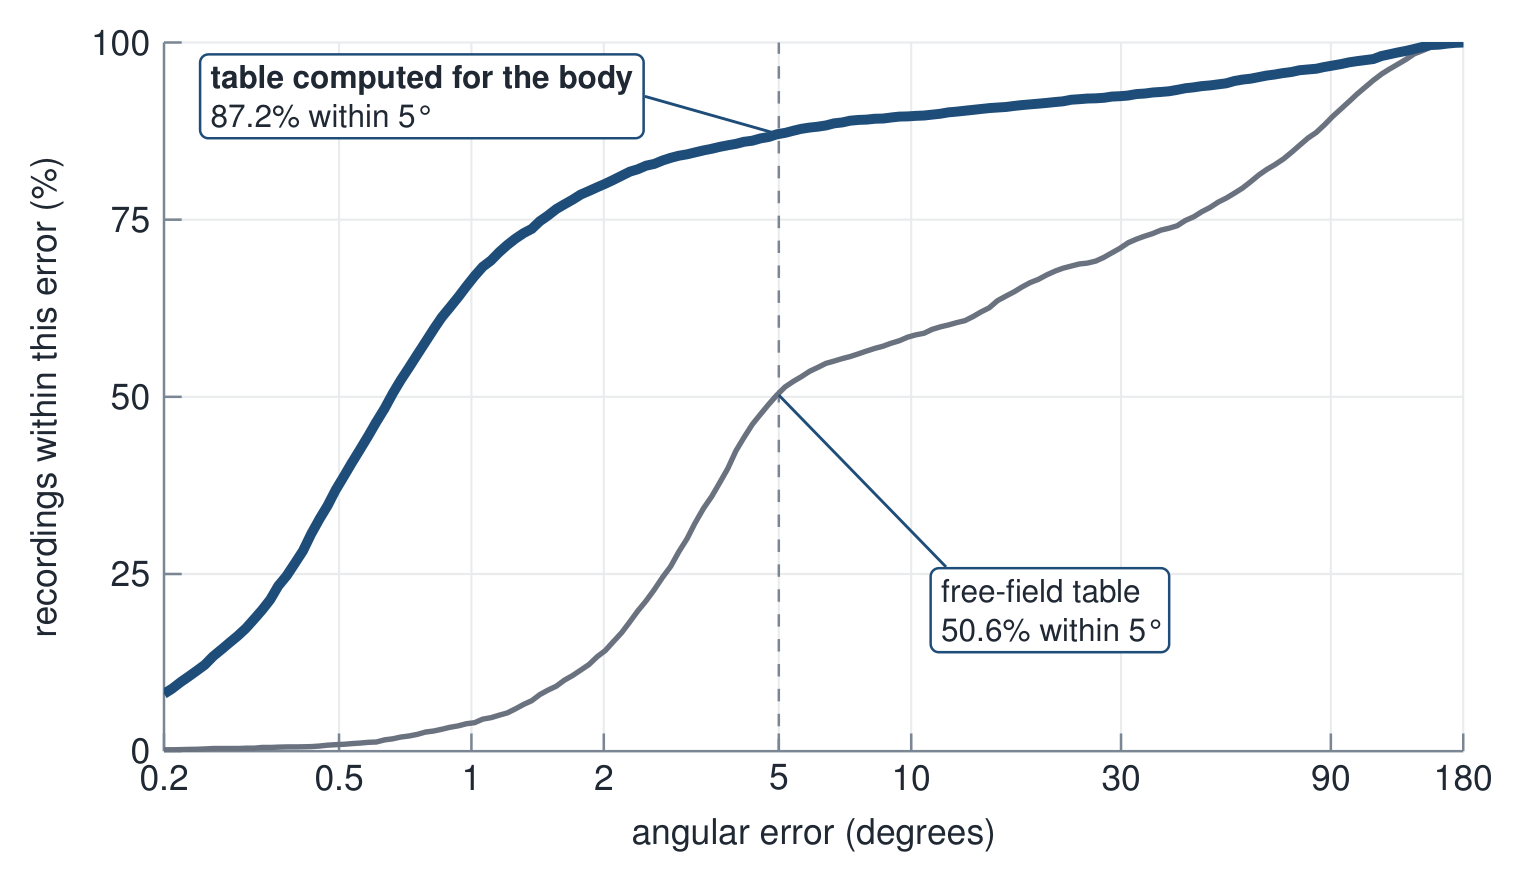 100
75
50
25
0
recordings within this error (%)
table computed for the body
87.2% within 5°
free-field table
50.6% within 5°
0.2 0.5 1 2 5 10 30 90 180
angular error (degrees)